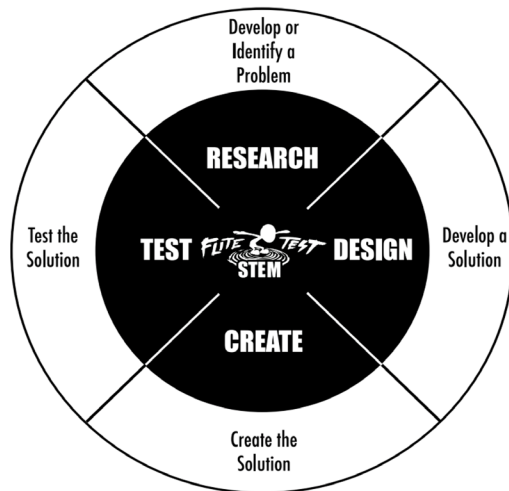 Develop or
Identify a
Problem
RESEARCH
Test the
Solution
TEST
FLITE TEST
STEM
DESIGN
Develop a
Solution
CREATE
Create the
Solution